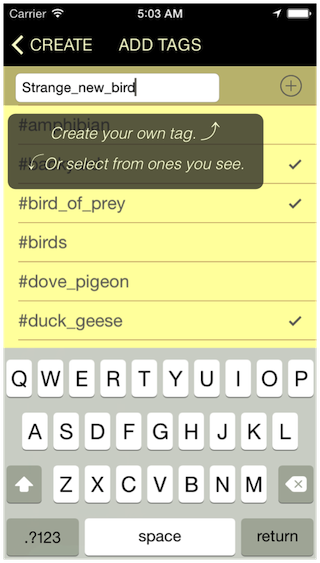 Carrier 5:03 AM
CREATE ADD TAGS
Strange_new_bird
#amphibian
Create your own tag.
Or select from ones you see.
#bird_of_prey
#birds
#dove_pigeon
#duck_geese
Q W E R T Y U I O P
A S D F G H J K L
Z X C V B N M
.?123 space return